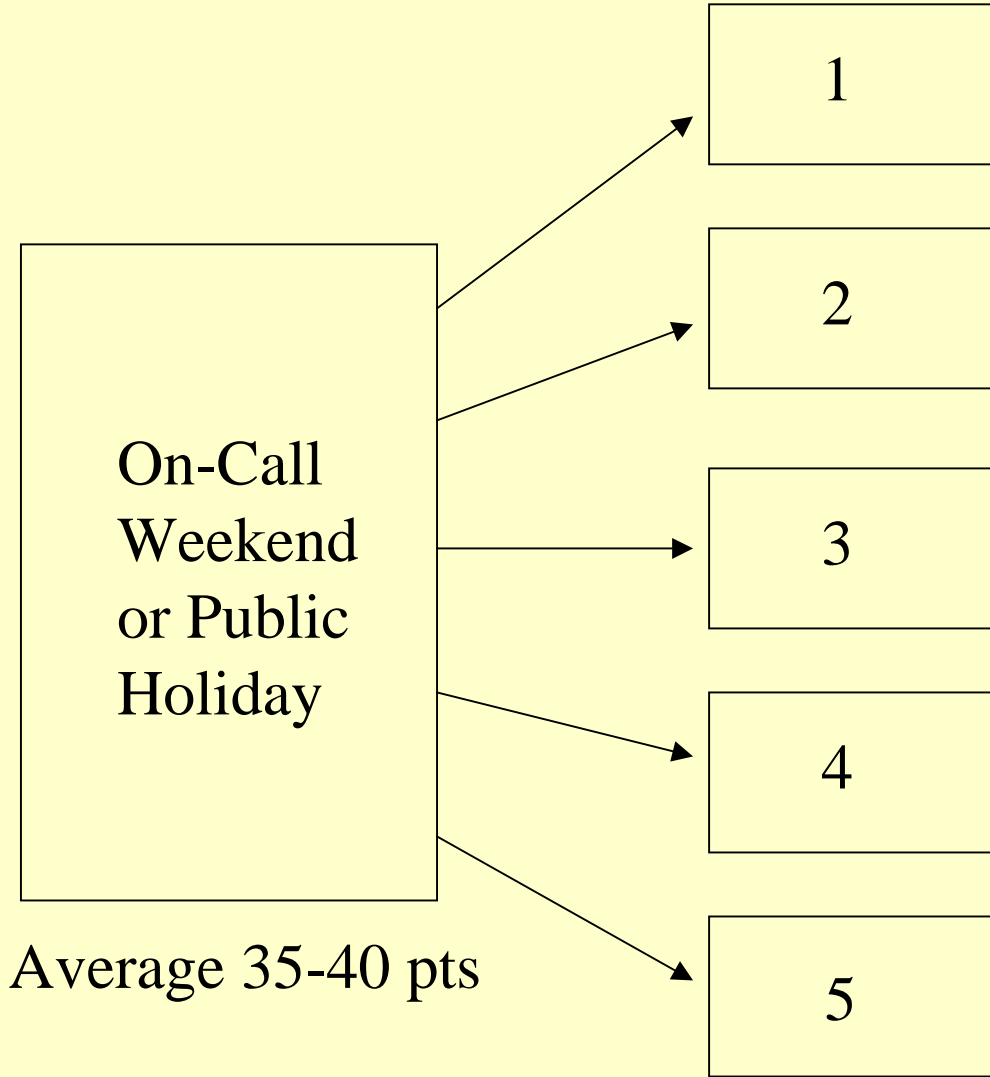 1
2
On-Call
Weekend
or Public
Holiday
3
4
5
Average 35-40 pts